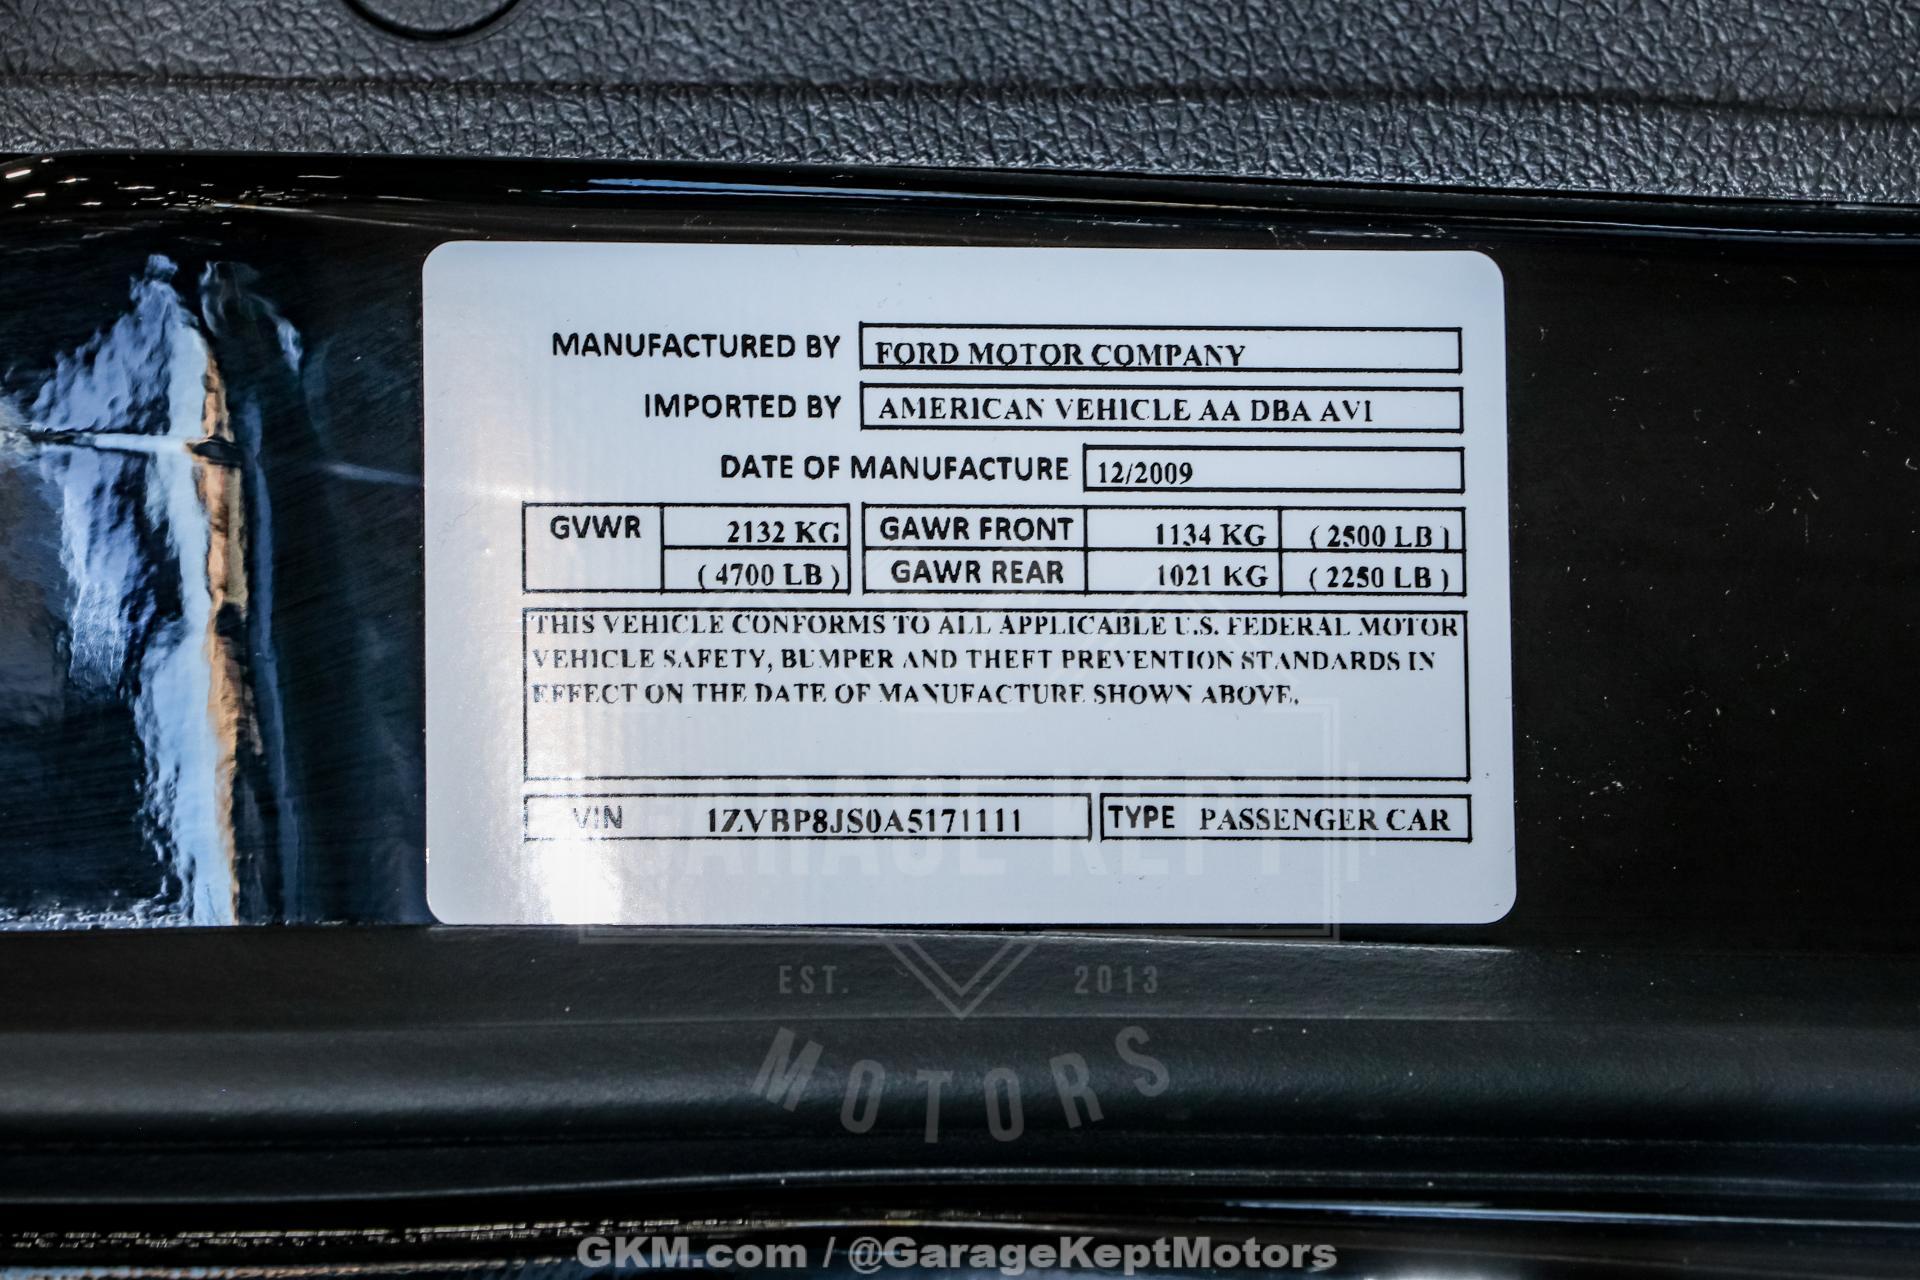 MANUFACTURED BY FORD MOTOR COMPANY
IMPORTED BY AMERICAN VEHICLE AA DBA AVI
DATE OF MANUFACTURE 12/2009
GVWR 2132 KG GAWR FRONT 1134 KG ( 2500 LB )
( 4700 LB ) GAWR REAR 1021 KG ( 2250 LB )
THIS VEHICLE CONFORMS TO ALL APPLICABLE U.S. FEDERAL MOTOR
VEHICLE SAFETY, BUMPER AND THEFT PREVENTION STANDARDS IN
EFFECT ON THE DATE OF MANUFACTURE SHOWN ABOVE.
VIN 1ZVBP8JS0A5171111 TYPE PASSENGER CAR
GARAGE KEPT
EST. 2013
MOTORS
GKM.com / @GarageKeptMotors